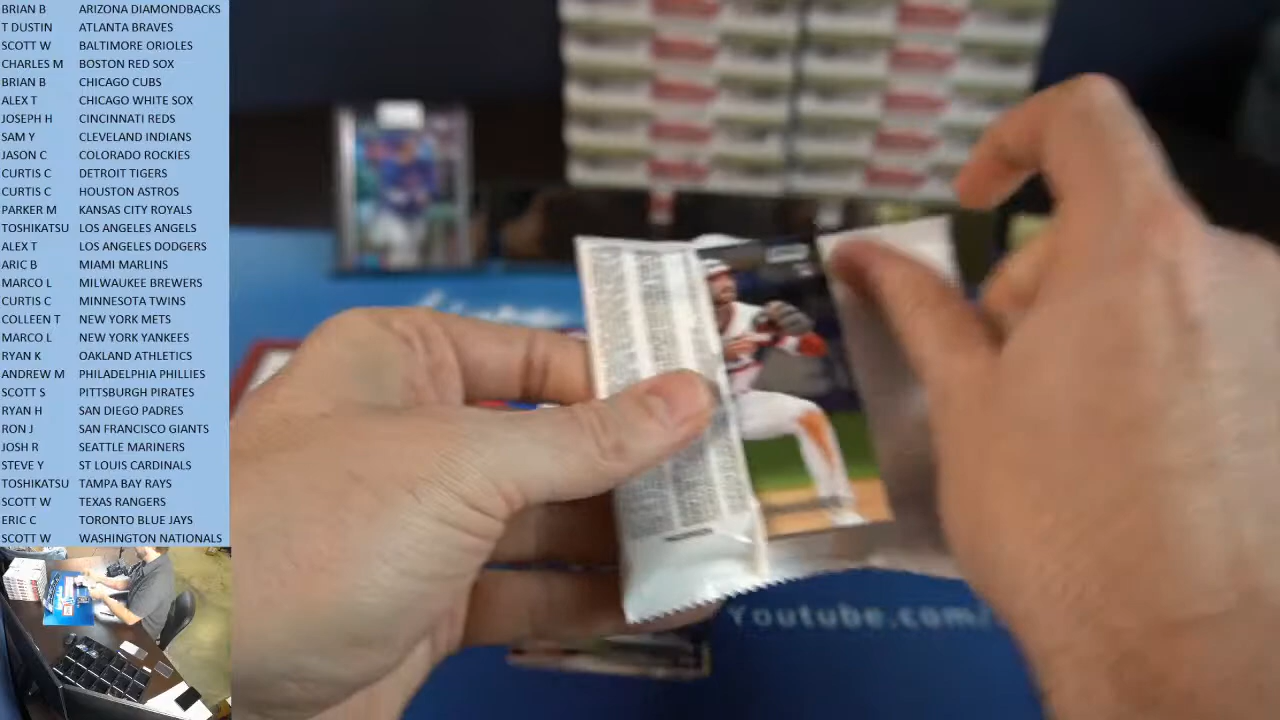 BRIAN B ARIZONA DIAMONDBACKS
T DUSTIN ATLANTA BRAVES
SCOTT W BALTIMORE ORIOLES
CHARLES M BOSTON RED SOX
BRIAN B CHICAGO CUBS
ALEX T CHICAGO WHITE SOX
JOSEPH H CINCINNATI REDS
SAM Y CLEVELAND INDIANS
JASON C COLORADO ROCKIES
CURTIS C DETROIT TIGERS
CURTIS C HOUSTON ASTROS
PARKER M KANSAS CITY ROYALS
TOSHIKATSU LOS ANGELES ANGELS
ALEX T LOS ANGELES DODGERS
ARIC B MIAMI MARLINS
MARCO L MILWAUKEE BREWERS
CURTIS C MINNESOTA TWINS
COLLEEN T NEW YORK METS
MARCO L NEW YORK YANKEES
RYAN K OAKLAND ATHLETICS
ANDREW M PHILADELPHIA PHILLIES
SCOTT S PITTSBURGH PIRATES
RYAN H SAN DIEGO PADRES
RON J SAN FRANCISCO GIANTS
JOSH R SEATTLE MARINERS
STEVE Y ST LOUIS CARDINALS
TOSHIKATSU TAMPA BAY RAYS
SCOTT W TEXAS RANGERS
ERIC C TORONTO BLUE JAYS
SCOTT W WASHINGTON NATIONALS
Youtube.com/